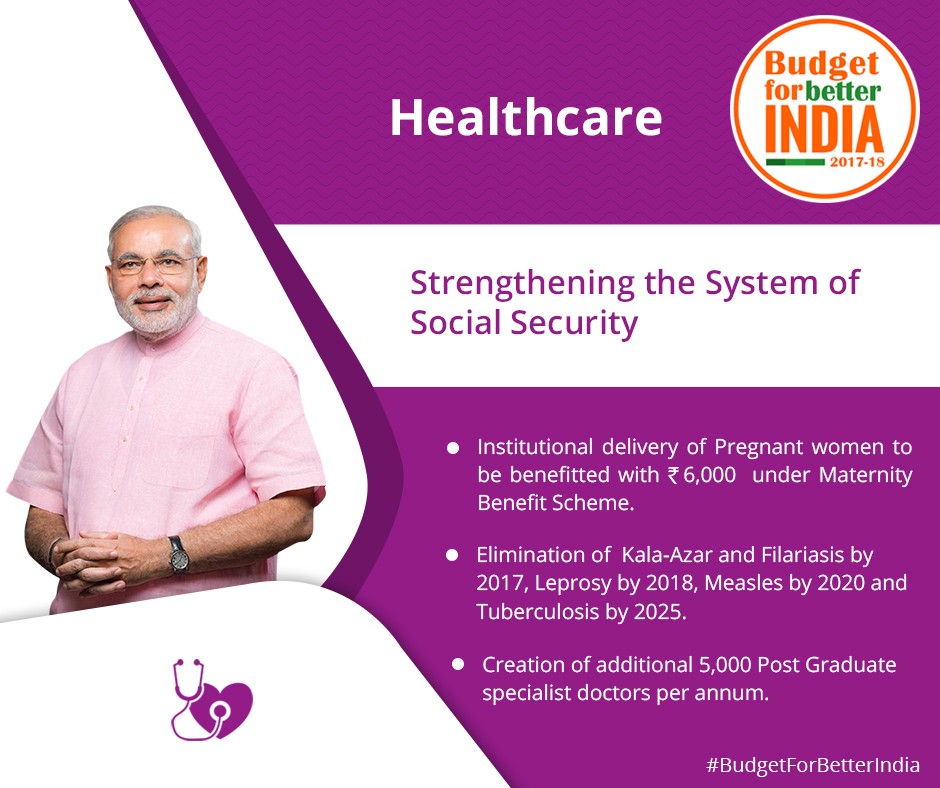 Healthcare
Budget
forbetter
INDIA
2017-18
Strengthening the System of
Social Security
Institutional delivery of Pregnant women to
be benefitted with ₹ 6,000 under Maternity
Benefit Scheme.
Elimination of Kala-Azar and Filariasis by
2017, Leprosy by 2018, Measles by 2020 and
Tuberculosis by 2025.
Creation of additional 5,000 Post Graduate
specialist doctors per annum.
#BudgetForBetterIndia